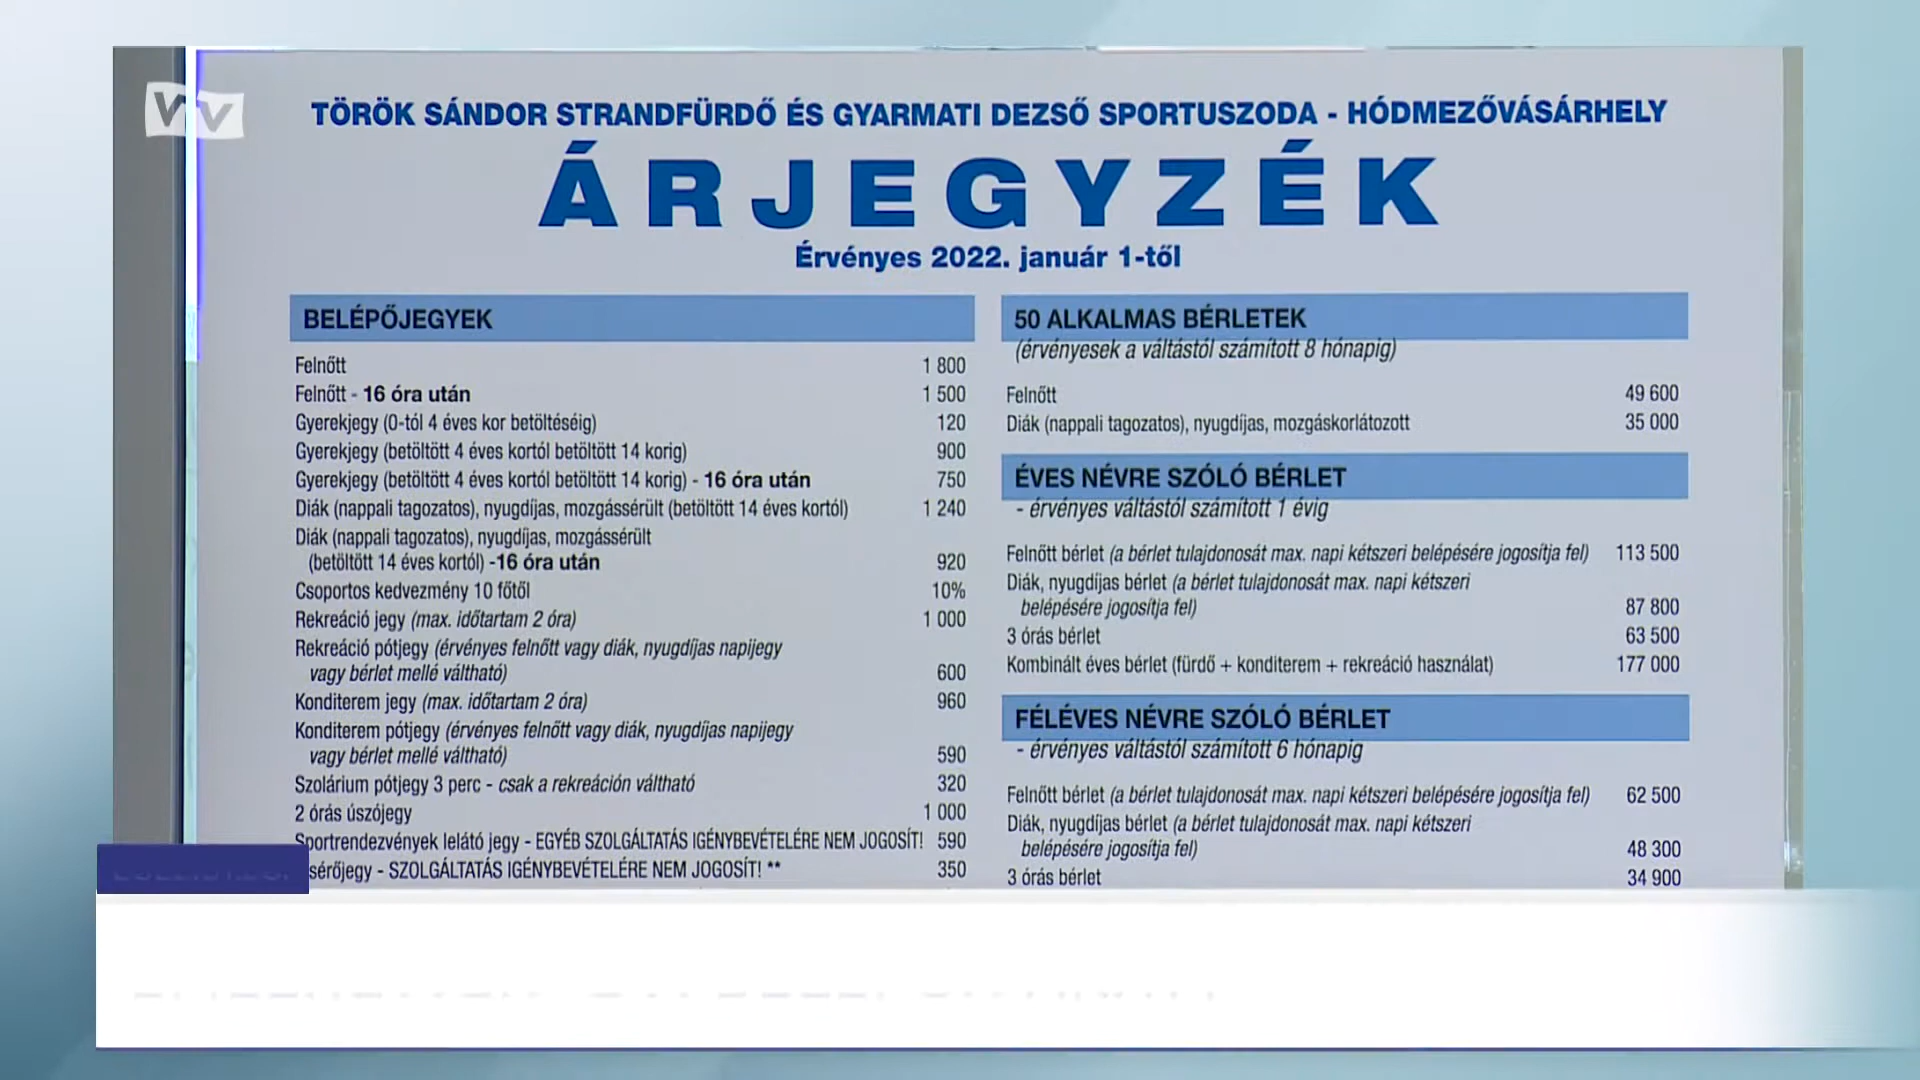 VV
TÖRÖK SÁNDOR STRANDFÜRDŐ ÉS GYARMATI DEZSŐ SPORTUSZODA - HÓDMEZŐVÁSÁRHELY
ÁRJEGYZÉK
Érvényes 2022. január 1-től
BELÉPŐJEGYEK
Felnőtt 1 800
Felnőtt - 16 óra után 1 500
Gyerekjegy (0-tól 4 éves kor betöltéséig) 120
Gyerekjegy (betöltött 4 éves kortól betöltött 14 korig) 900
Gyerekjegy (betöltött 4 éves kortól betöltött 14 korig) - 16 óra után 750
Diák (nappali tagozatos), nyugdíjas, mozgássérült (betöltött 14 éves kortól) 1 240
Diák (nappali tagozatos), nyugdíjas, mozgássérült
(betöltött 14 éves kortól) -16 óra után 920
Csoportos kedvezmény 10 főtől 10%
Rekreáció jegy (max. időtartam 2 óra) 1 000
Rekreáció pótjegy (érvényes felnőtt vagy diák, nyugdíjas napijegy
vagy bérlet mellé váltható) 600
Konditerem jegy (max. időtartam 2 óra) 960
Konditerem pótjegy (érvényes felnőtt vagy diák, nyugdíjas napijegy
vagy bérlet mellé váltható) 590
Szolárium pótjegy 3 perc - csak a rekreáción váltható 320
2 órás úszójegy 1 000
Sportrendezvények lelátó jegy - EGYÉB SZOLGÁLTATÁS IGÉNYBEVÉTELÉRE NEM JOGOSÍT! 590
sérőjegy - SZOLGÁLTATÁS IGÉNYBEVÉTELÉRE NEM JOGOSÍT! ** 350
50 ALKALMAS BÉRLETEK
(érvényesek a váltástól számított 8 hónapig)
Felnőtt 49 600
Diák (nappali tagozatos), nyugdíjas, mozgáskorlátozott 35 000
ÉVES NÉVRE SZÓLÓ BÉRLET
- érvényes váltástól számított 1 évig
Felnőtt bérlet (a bérlet tulajdonosát max. napi kétszeri belépésére jogosítja fel) 113 500
Diák, nyugdíjas bérlet (a bérlet tulajdonosát max. napi kétszeri
belépésére jogosítja fel) 87 800
3 órás bérlet 63 500
Kombinált éves bérlet (fürdő + konditerem + rekreáció használat) 177 000
FÉLÉVES NÉVRE SZÓLÓ BÉRLET
- érvényes váltástól számított 6 hónapig
Felnőtt bérlet (a bérlet tulajdonosát max. napi kétszeri belépésére jogosítja fel) 62 500
Diák, nyugdíjas bérlet (a bérlet tulajdonosát max. napi kétszeri
belépésére jogosítja fel) 48 300
3 órás bérlet 34 900